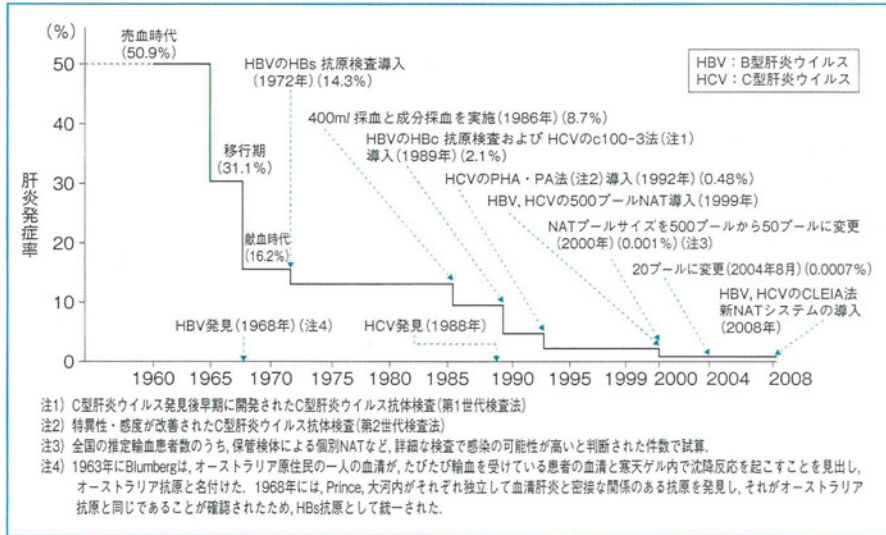 (%)
売血時代
(50.9%)
50
40
30
20
10
0
肝炎発症率
移行期
(31.1%)
献血時代
(16.2%)
HBVのHBs 抗原検査導入
(1972年)(14.3%)
HBV：B型肝炎ウイルス
HCV：C型肝炎ウイルス
400ml 採血と成分採血を実施(1986年)(8.7%)
HBVのHBc 抗原検査および HCVのc100-3法(注1)
導入(1989年)(2.1%)
HCVのPHA・PA法(注2)導入(1992年)(0.48%)
HBV, HCVの500プールNAT導入(1999年)
NATプールサイズを500プールから50プールに変更
(2000年)(0.001%)(注3)
20プールに変更(2004年8月)(0.0007%)
HBV, HCVのCLEIA法
新NATシステムの導入
(2008年)
HBV発見(1968年)(注4)
HCV発見(1988年)
1960 1965 1970 1975 1980 1985 1990 1995 1999 2000 2004 2008
注1) C型肝炎ウイルス発見後早期に開発されたC型肝炎ウイルス抗体検査(第1世代検査法)
注2) 特異性・感度が改善されたC型肝炎ウイルス抗体検査(第2世代検査法)
注3) 全国の推定輸血患者数のうち, 保管検体による個別NATなど, 詳細な検査で感染の可能性が高いと判断された件数で試算.
注4) 1963年にBlumbergは, オーストラリア原住民の一人の血清が, たびたび輸血を受けている患者の血清と寒天ゲル内で沈降反応を起こすことを見出し,
オーストラリア抗原と名付けた. 1968年には, Prince, 大河内がそれぞれ独立して血清肝炎と密接な関係のある抗原を発見し, それがオーストラリア
抗原と同じであることが確認されたため, HBs抗原として統一された.